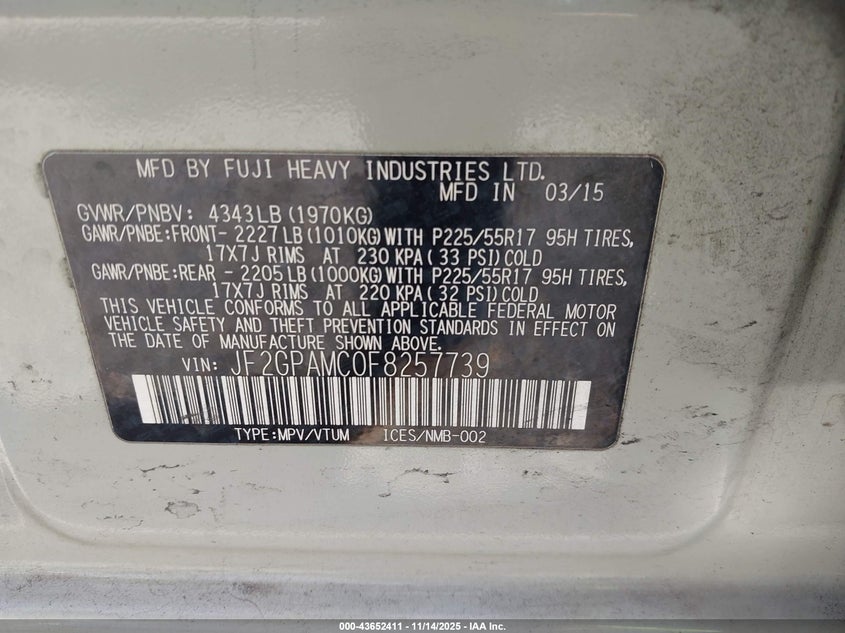 MFD BY FUJI HEAVY INDUSTRIES LTD.
MFD IN 03/15
GVWR/PNBV: 4343LB (1970KG)
GAWR/PNBE:FRONT- 2227LB (1010KG) WITH P225/55R17 95H TIRES,
17X7J RIMS AT 230 KPA ( 33 PSI) COLD
GAWR/PNBE:REAR - 2205LB (1000KG) WITH P225/55R17 95H TIRES,
17X7J RIMS AT 220 KPA ( 32 PSI) COLD
THIS VEHICLE CONFORMS TO ALL APPLICABLE FEDERAL MOTOR
VEHICLE SAFETY AND THEFT PREVENTION STANDARDS IN EFFECT ON
THE DATE OF MANUFACTURE SHOWN ABOVE.
VIN: JF2GPAMC0F8257739
TYPE:MPV/VTUM ICES/NMB-002
000-43652411 - 11/14/2025 - IAA Inc.